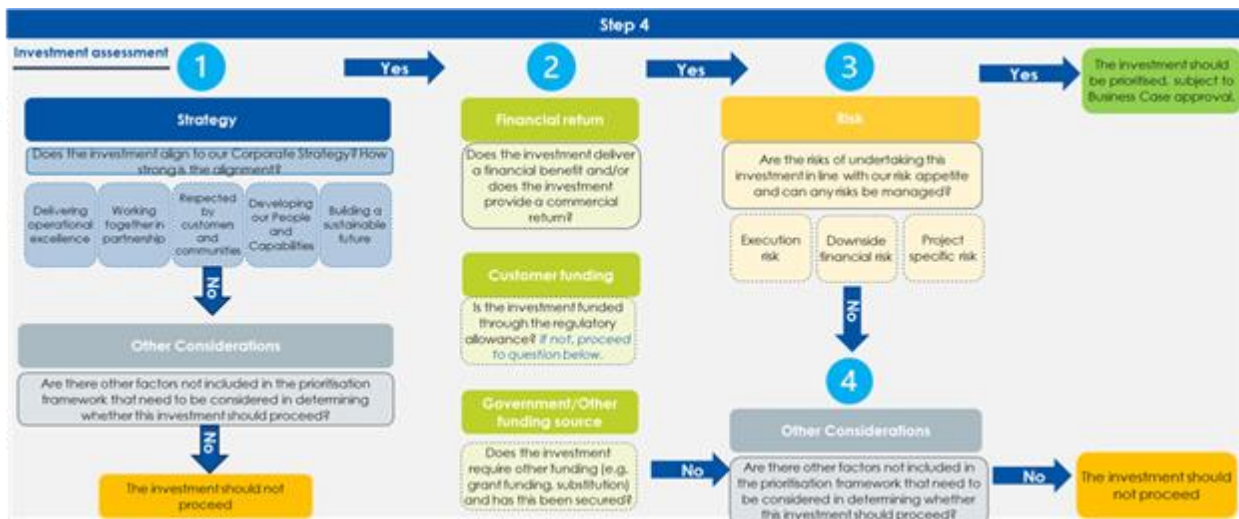 Step 4
Investment assessment
1
Yes
2
Yes
3
Yes
The investment should
be prioritised, subject to
Business Case approval.
Strategy
Does the investment align to our Corporate Strategy? How
strong is the alignment?
Delivering
operational
excellence
Working
together in
partnership
Respected
by
customers
and
communities
Developing
our People
and
Capabilities
Building a
sustainable
future
No
Other Considerations
Are there other factors not included in the prioritisation
framework that need to be considered in determining
whether this investment should proceed?
No
The investment should not
proceed
Financial return
Does the investment deliver
a financial benefit and/or
does the investment
provide a commercial
return?
Customer funding
Is the investment funded
through the regulatory
allowance? If not, proceed
to question below.
Government/Other
funding source
Does the investment
require other funding (e.g.
grant funding, substitution)
and has this been secured?
No
Risk
Are the risks of undertaking this
investment in line with our risk appetite
and can any risks be managed?
Execution
risk
Downside
financial risk
Project
specific risk
No
4
Other Considerations
Are there other factors not included in
the prioritisation framework that need to
be considered in determining whether
this investment should proceed?
No
The investment should
not proceed